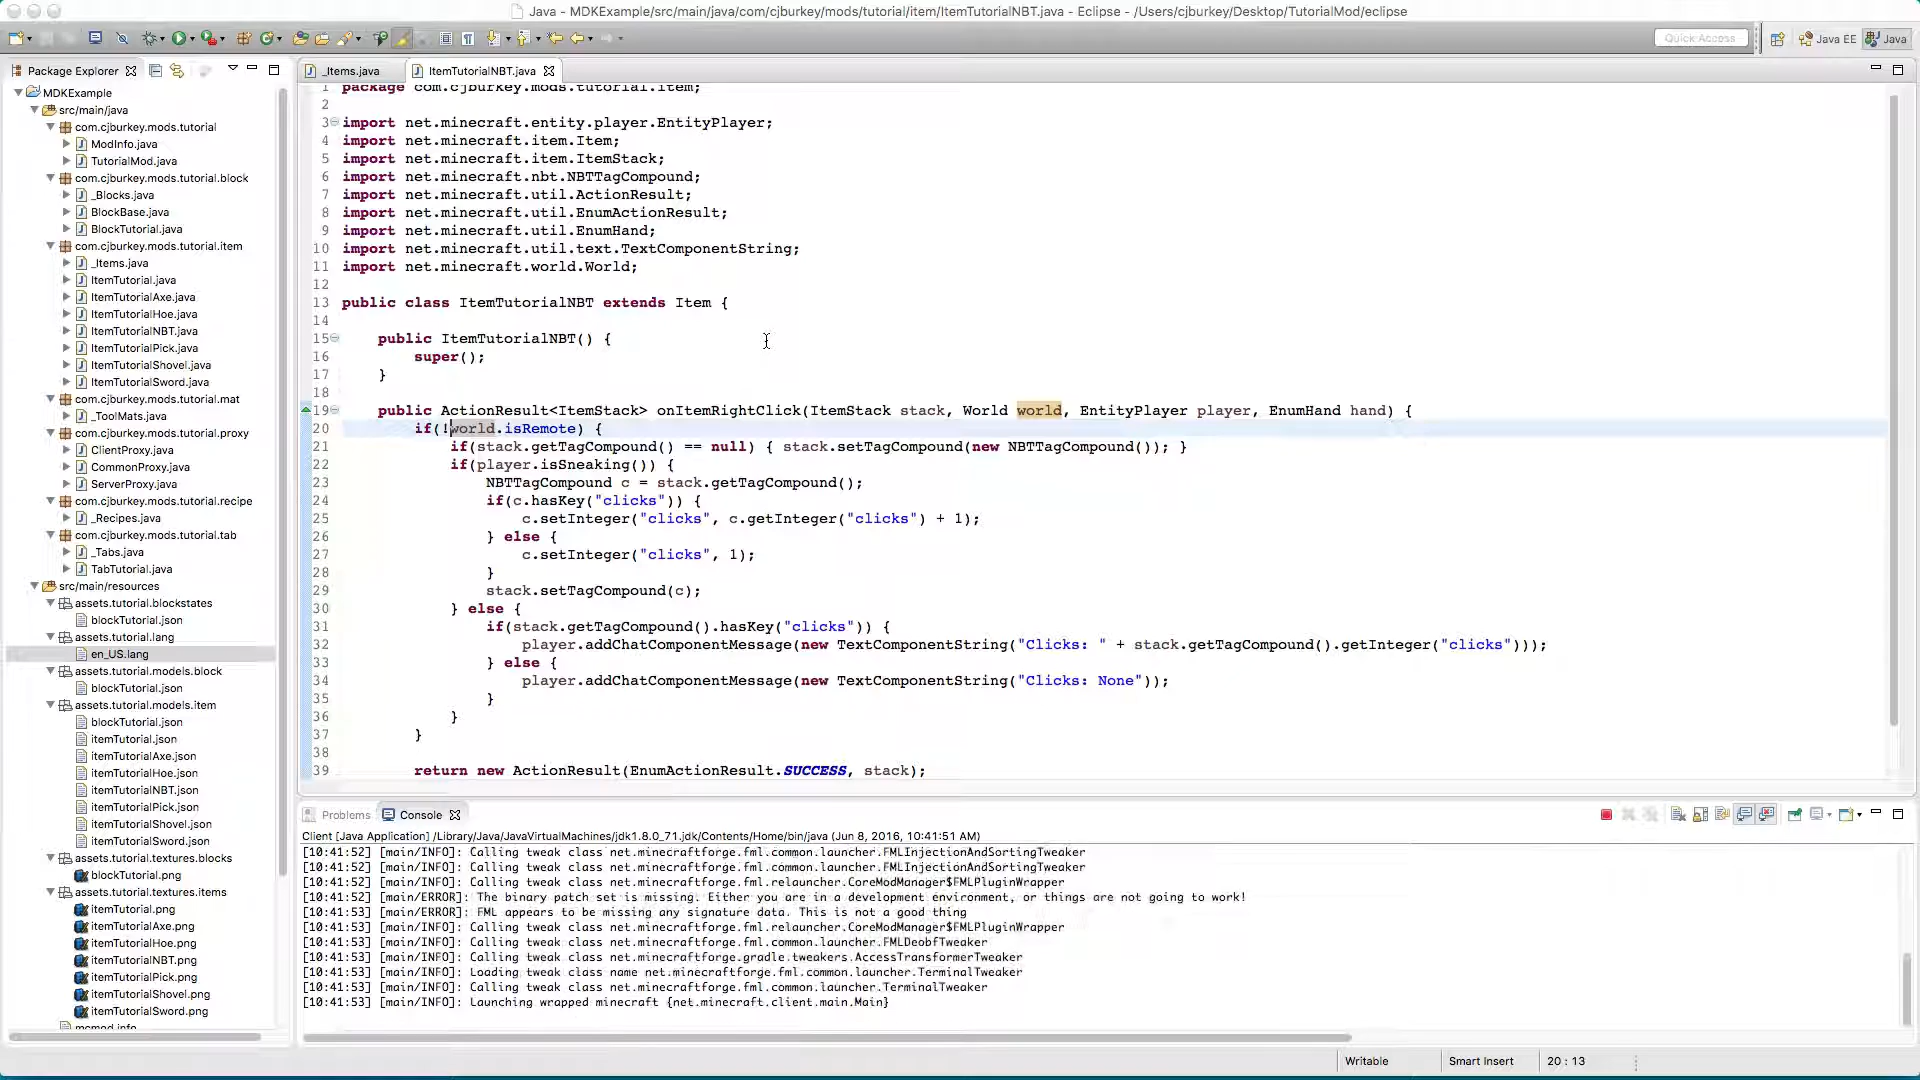 Java - MDKExample/src/main/java/com/cjburkey/mods/tutorial/item/ItemTutorialNBT.java - Eclipse - /Users/cjburkey/Desktop/TutorialMod/eclipse
Quick Access
Java EE
Java
Package Explorer
_Items.java
ItemTutorialNBT.java
MDKExample
src/main/java
com.cjburkey.mods.tutorial
ModInfo.java
TutorialMod.java
com.cjburkey.mods.tutorial.block
_Blocks.java
BlockBase.java
BlockTutorial.java
com.cjburkey.mods.tutorial.item
_Items.java
ItemTutorial.java
ItemTutorialAxe.java
ItemTutorialHoe.java
ItemTutorialNBT.java
ItemTutorialPick.java
ItemTutorialShovel.java
ItemTutorialSword.java
com.cjburkey.mods.tutorial.mat
_ToolMats.java
com.cjburkey.mods.tutorial.proxy
ClientProxy.java
CommonProxy.java
ServerProxy.java
com.cjburkey.mods.tutorial.recipe
_Recipes.java
com.cjburkey.mods.tutorial.tab
_Tabs.java
TabTutorial.java
src/main/resources
assets.tutorial.blockstates
blockTutorial.json
assets.tutorial.lang
en_US.lang
assets.tutorial.models.block
blockTutorial.json
assets.tutorial.models.item
blockTutorial.json
itemTutorial.json
itemTutorialAxe.json
itemTutorialHoe.json
itemTutorialNBT.json
itemTutorialPick.json
itemTutorialShovel.json
itemTutorialSword.json
assets.tutorial.textures.blocks
blockTutorial.png
assets.tutorial.textures.items
itemTutorial.png
itemTutorialAxe.png
itemTutorialHoe.png
itemTutorialNBT.png
itemTutorialPick.png
itemTutorialShovel.png
itemTutorialSword.png
mcmod.info
1 package com.cjburkey.mods.tutorial.item;
2
3 import net.minecraft.entity.player.EntityPlayer;
4 import net.minecraft.item.Item;
5 import net.minecraft.item.ItemStack;
6 import net.minecraft.nbt.NBTTagCompound;
7 import net.minecraft.util.ActionResult;
8 import net.minecraft.util.EnumActionResult;
9 import net.minecraft.util.EnumHand;
10 import net.minecraft.util.text.TextComponentString;
11 import net.minecraft.world.World;
12
13 public class ItemTutorialNBT extends Item {
14
15 public ItemTutorialNBT() {
16 super();
17 }
18
19 public ActionResult<ItemStack> onItemRightClick(ItemStack stack, World world, EntityPlayer player, EnumHand hand) {
20 if(!world.isRemote) {
21 if(stack.getTagCompound() == null) { stack.setTagCompound(new NBTTagCompound()); }
22 if(player.isSneaking()) {
23 NBTTagCompound c = stack.getTagCompound();
24 if(c.hasKey("clicks")) {
25 c.setInteger("clicks", c.getInteger("clicks") + 1);
26 } else {
27 c.setInteger("clicks", 1);
28 }
29 stack.setTagCompound(c);
30 } else {
31 if(stack.getTagCompound().hasKey("clicks")) {
32 player.addChatComponentMessage(new TextComponentString("Clicks: " + stack.getTagCompound().getInteger("clicks")));
33 } else {
34 player.addChatComponentMessage(new TextComponentString("Clicks: None"));
35 }
36 }
37 }
38
39 return new ActionResult(EnumActionResult.SUCCESS, stack);
Problems
Console
Client [Java Application] /Library/Java/JavaVirtualMachines/jdk1.8.0_71.jdk/Contents/Home/bin/java (Jun 8, 2016, 10:41:51 AM)
[10:41:52] [main/INFO]: Calling tweak class net.minecraftforge.fml.common.launcher.FMLInjectionAndSortingTweaker
[10:41:52] [main/INFO]: Calling tweak class net.minecraftforge.fml.common.launcher.FMLInjectionAndSortingTweaker
[10:41:52] [main/INFO]: Calling tweak class net.minecraftforge.fml.relauncher.CoreModManager$FMLPluginWrapper
[10:41:52] [main/ERROR]: The binary patch set is missing. Either you are in a development environment, or things are not going to work!
[10:41:53] [main/ERROR]: FML appears to be missing any signature data. This is not a good thing
[10:41:53] [main/INFO]: Calling tweak class net.minecraftforge.fml.relauncher.CoreModManager$FMLPluginWrapper
[10:41:53] [main/INFO]: Calling tweak class net.minecraftforge.fml.common.launcher.FMLDeobfTweaker
[10:41:53] [main/INFO]: Calling tweak class net.minecraftforge.gradle.tweakers.AccessTransformerTweaker
[10:41:53] [main/INFO]: Loading tweak class name net.minecraftforge.fml.common.launcher.TerminalTweaker
[10:41:53] [main/INFO]: Calling tweak class net.minecraftforge.fml.common.launcher.TerminalTweaker
[10:41:53] [main/INFO]: Launching wrapped minecraft {net.minecraft.client.main.Main}
Writable
Smart Insert
20 : 13